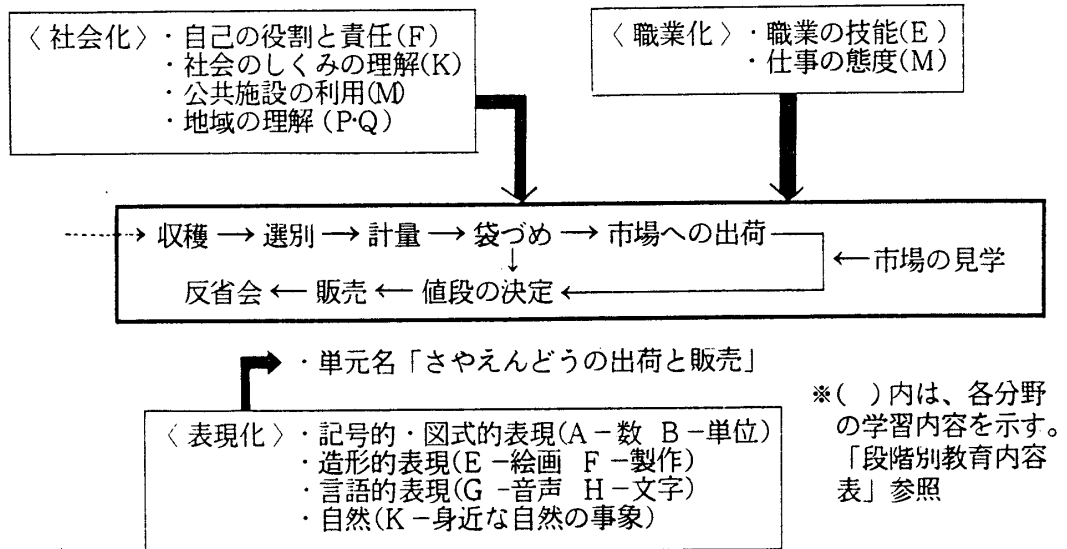 〈社会化〉・自己の役割と責任(F)
・社会のしくみの理解(K)
・公共施設の利用(M)
・地域の理解(P・Q)
〈職業化〉・職業の技能(E)
・仕事の態度(M)
収穫 → 選別 → 計量 → 袋づめ → 市場への出荷
← 市場の見学
↓
反省会 ← 販売 ← 値段の決定 ←
・単元名「さやえんどうの出荷と販売」
〈表現化〉・記号的・図式的表現(A－数 B－単位)
・造形的表現(E－絵画 F－製作)
・言語的表現(G－音声 H－文字)
・自然(K－身近な自然の事象)
※( )内は、各分野
の学習内容を示す。
「段階別教育内容
表」参照